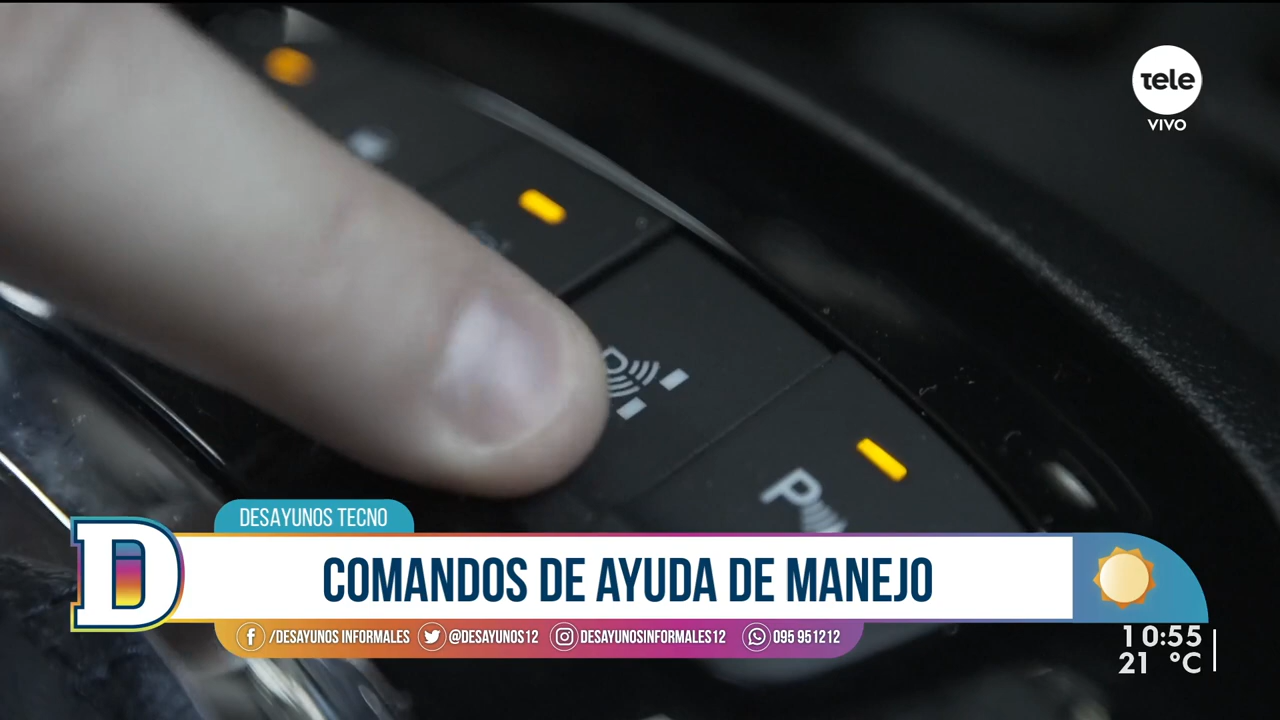 tele
VIVO
P
P
DESAYUNOS TECNO
D
COMANDOS DE AYUDA DE MANEJO
/DESAYUNOS INFORMALES @DESAYUNOS12 DESAYUNOSINFORMALES12 095 951212
10:55
21 °C